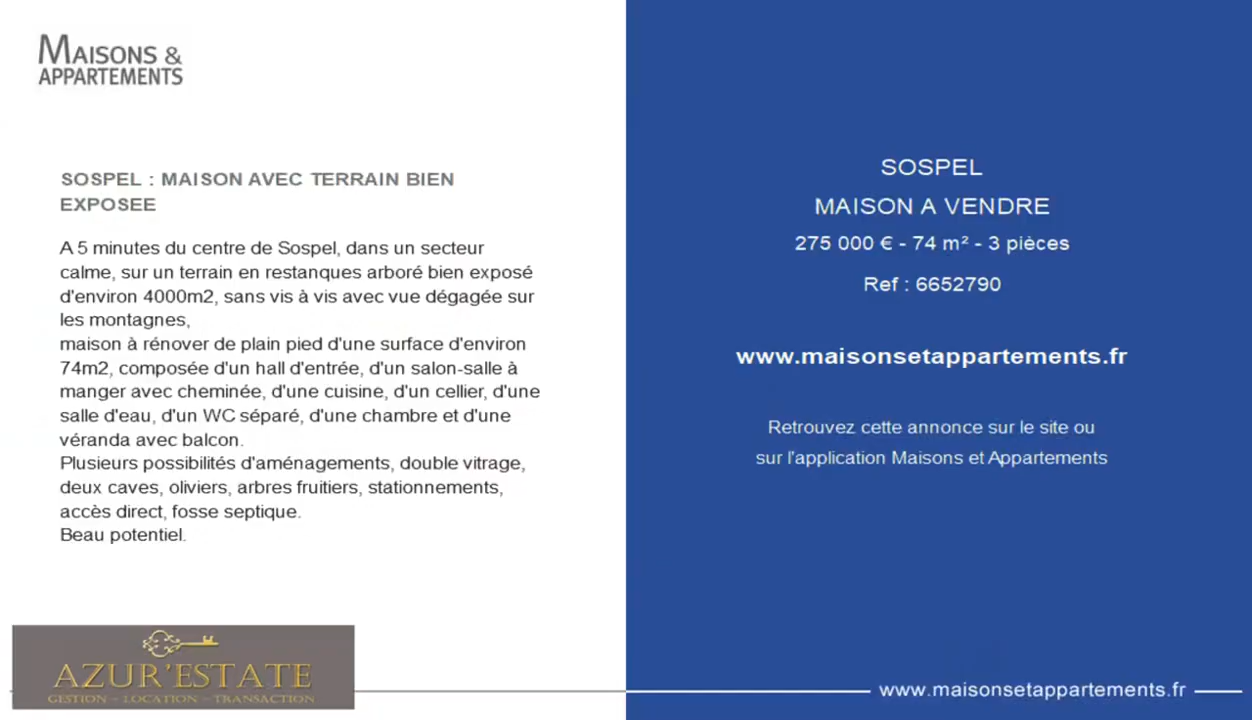 MAISONS &
APPARTEMENTS
SOSPEL : MAISON AVEC TERRAIN BIEN
EXPOSEE
A 5 minutes du centre de Sospel, dans un secteur
calme, sur un terrain en restanques arboré bien exposé
d'environ 4000m2, sans vis à vis avec vue dégagée sur
les montagnes,
maison à rénover de plain pied d'une surface d'environ
74m2, composée d'un hall d'entrée, d'un salon-salle à
manger avec cheminée, d'une cuisine, d'un cellier, d'une
salle d'eau, d'un WC séparé, d'une chambre et d'une
véranda avec balcon.
Plusieurs possibilités d'aménagements, double vitrage,
deux caves, oliviers, arbres fruitiers, stationnements,
accès direct, fosse septique.
Beau potentiel.
AZUR'ESTATE
GESTION - LOCATION - TRANSACTION
SOSPEL
MAISON A VENDRE
275 000 € - 74 m² - 3 pièces
Ref : 6652790
www.maisonsetappartements.fr
Retrouvez cette annonce sur le site ou
sur l'application Maisons et Appartements
www.maisonsetappartements.fr